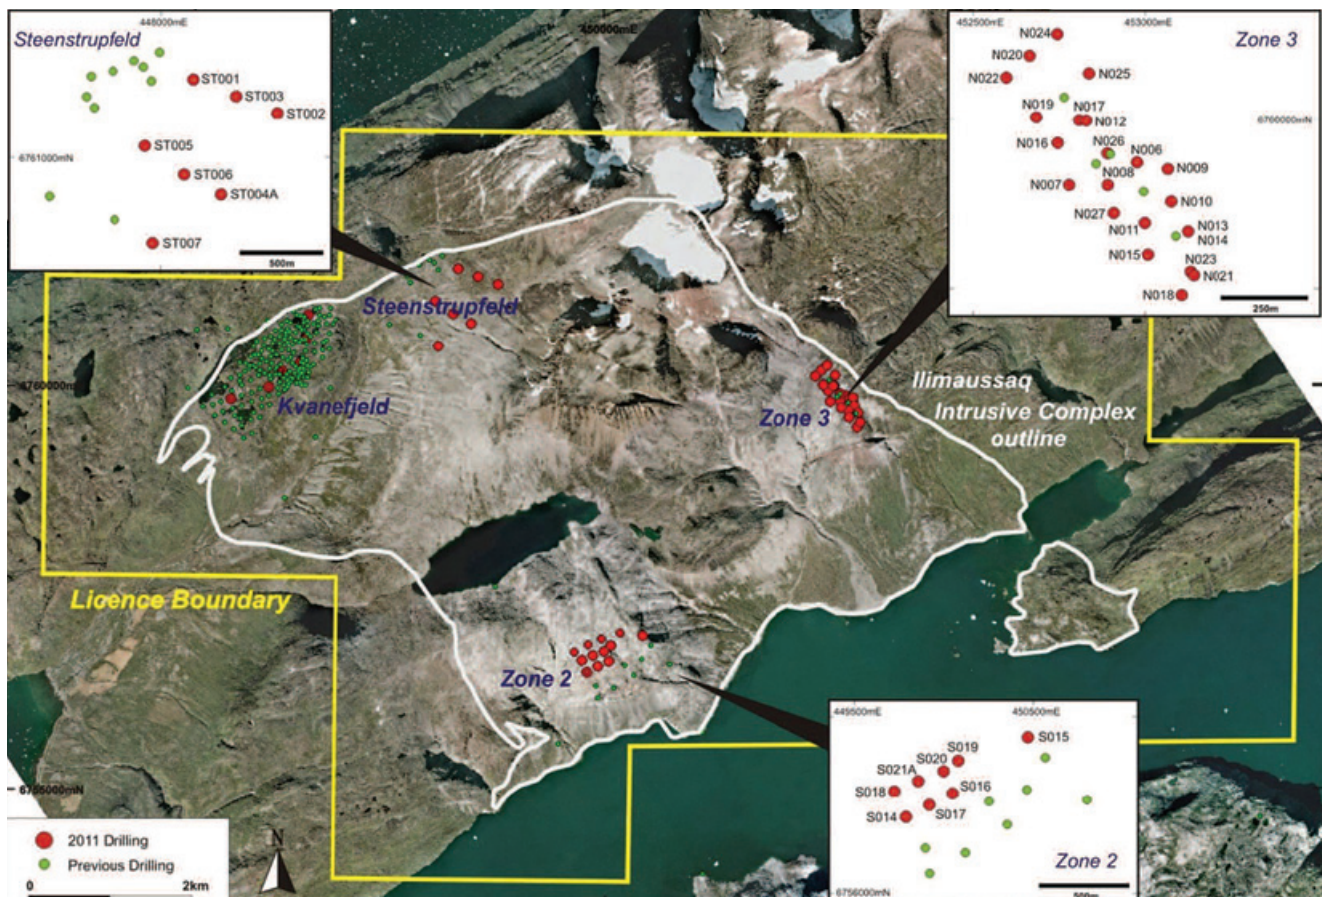 448000mE
Steenstrupfeld
ST001
ST003
ST002
ST005
6761000mN
ST006
ST004A
ST007
500m
450000mE
452500mE
453000mE
Zone 3
N024
N020
N022
N025
N019
N017
N012
6760000mN
N016
N026
N006
N009
N008
N007
N010
N027
N011
N013
N014
N015
N023
N021
N018
250m
Steenstrupfeld
6760000mN
Kvanefjeld
Zone 3
Ilimaussaq
Intrusive Complex
outline
Licence Boundary
Zone 2
6755000mN
2011 Drilling
Previous Drilling
N
0
2km
445500mE
450500mE
S015
S019
S020
S021A
S016
S018
S017
S014
Zone 2
6756000mN
500m